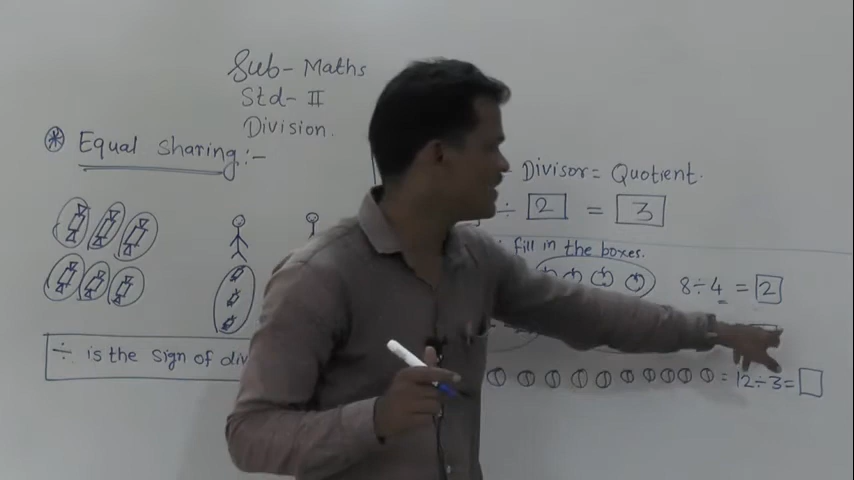 Sub- Maths
Std- II
Division.
* Equal sharing:-
Divisor = Quotient.
÷ 2 = 3
fill in the boxes.
8÷4 = 2
÷ is the sign of
= 12÷3=